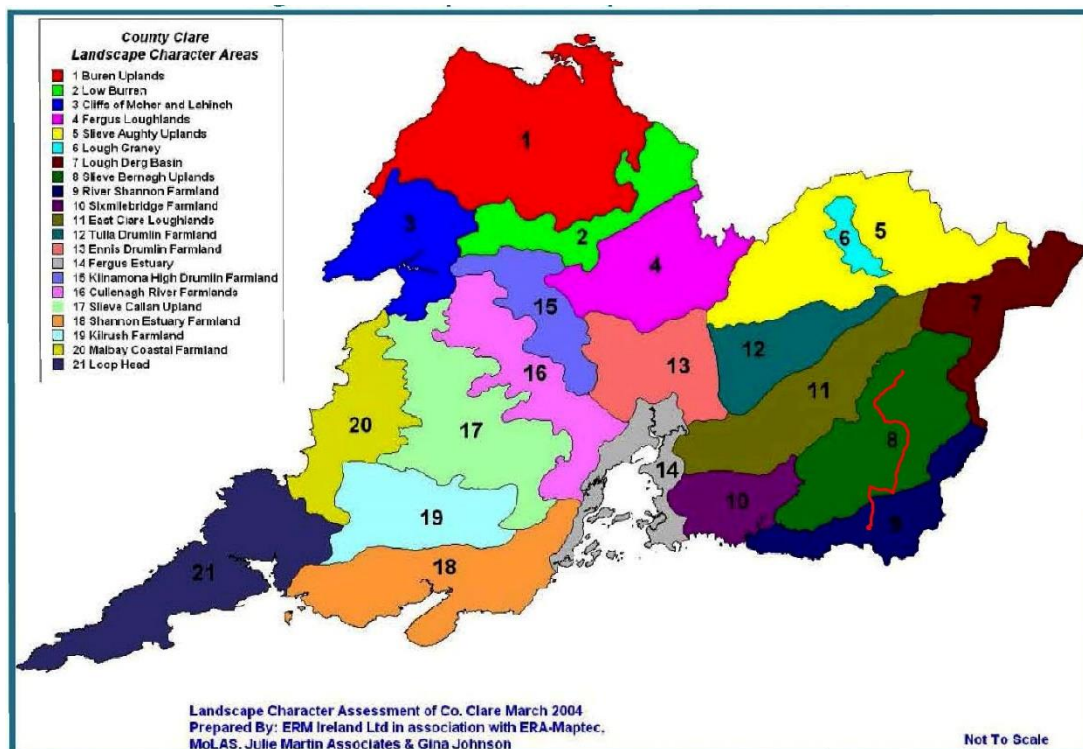 County Clare
Landscape Character Areas
1 Buren Uplands
2 Low Burren
3 Cliffs of Moher and Lahinch
4 Fergus Loughlands
5 Slieve Aughty Uplands
6 Lough Graney
7 Lough Derg Basin
8 Slieve Bernagh Uplands
9 River Shannon Farmland
10 Sixmilebridge Farmland
11 East Clare Loughlands
12 Tulla Drumlin Farmland
13 Ennis Drumlin Farmland
14 Fergus Estuary
15 Kilnamona High Drumlin Farmland
16 Cullenagh River Farmlands
17 Slieve Callan Upland
18 Shannon Estuary Farmland
19 Kilrush Farmland
20 Malbay Coastal Farmland
21 Loop Head
1
2
3
4
5
6
7
15
13
12
16
11
20
17
8
14
10
19
9
18
21
Landscape Character Assessment of Co. Clare March 2004
Prepared By: ERM Ireland Ltd in association with ERA-Maptec,
MoLAS, Julie Martin Associates & Gina Johnson
Not To Scale